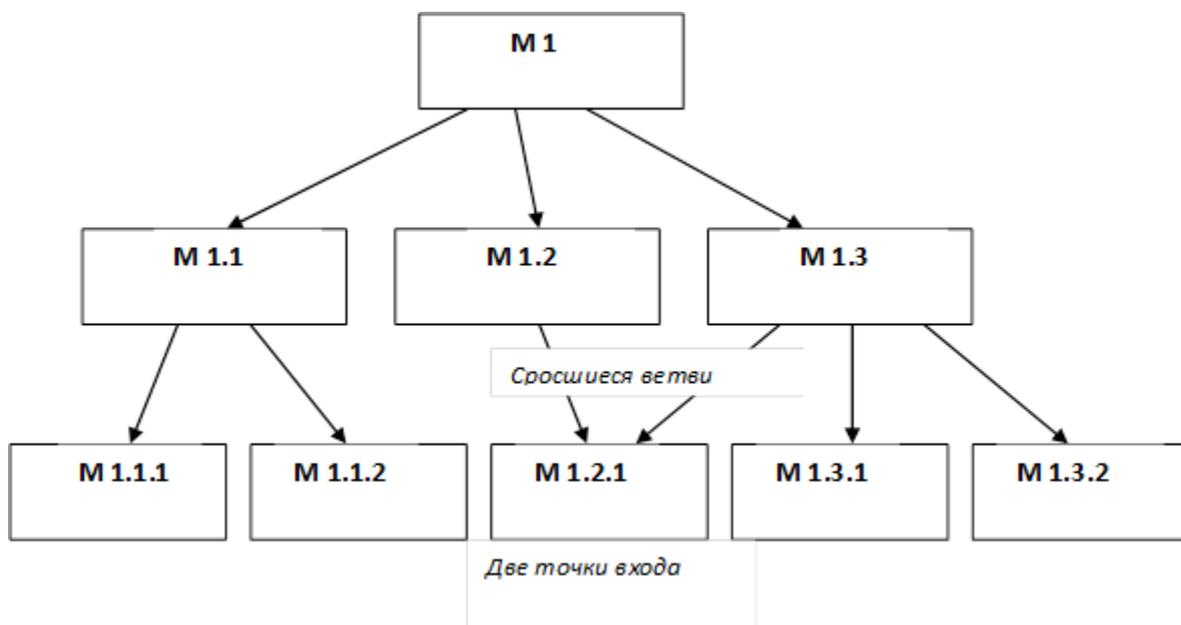 М 1
М 1.1
М 1.2
М 1.3
Сросшиеся ветви
М 1.1.1
М 1.1.2
М 1.2.1
М 1.3.1
М 1.3.2
Две точки входа